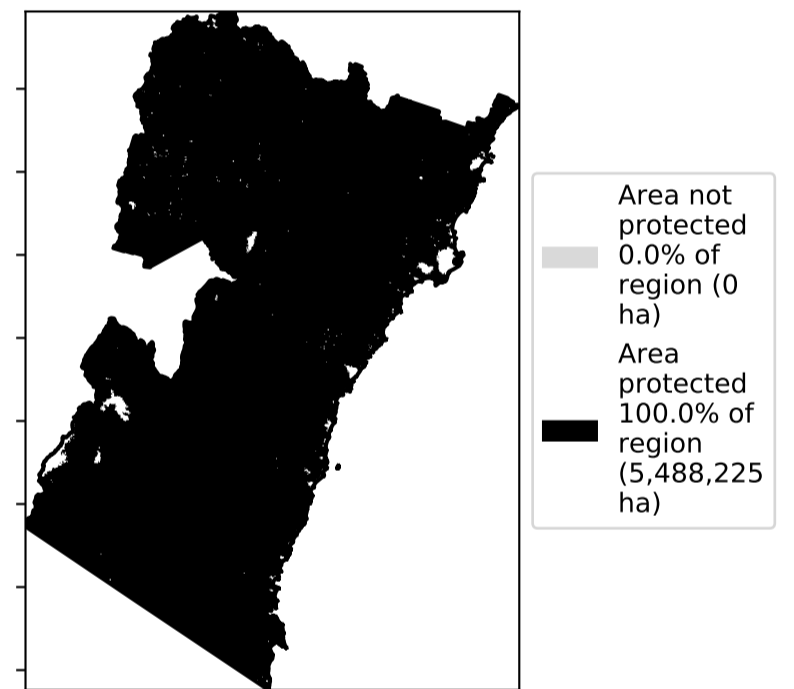 Area not
protected
0.0% of
region (0
ha)
Area
protected
100.0% of
region
(5,488,225
ha)